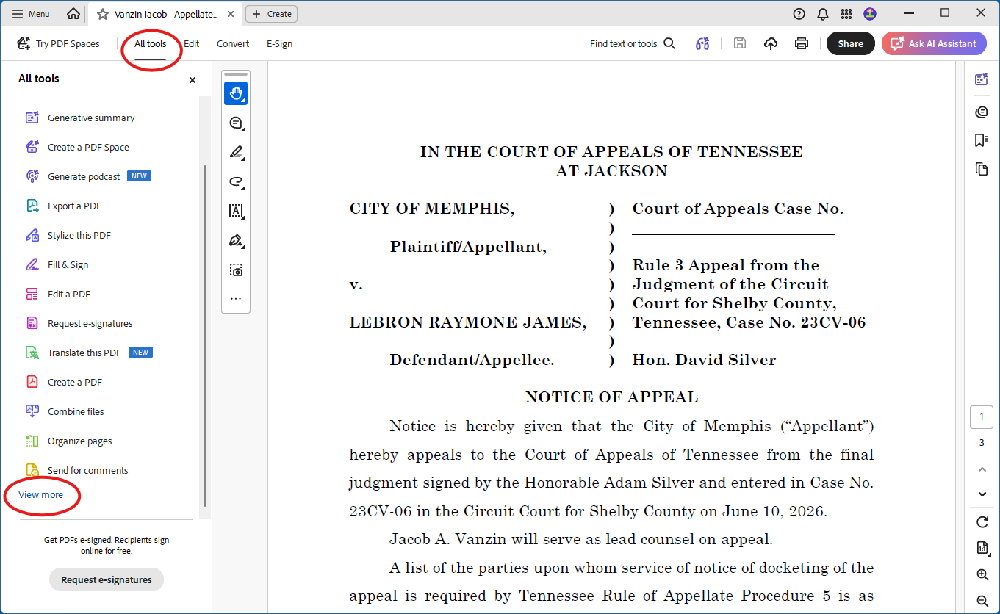 Menu
Vanzin Jacob - Appellate...
Create
Try PDF Spaces
All tools
Edit
Convert
E-Sign
Find text or tools
Share
Ask AI Assistant
All tools
Generative summary
Create a PDF Space
Generate podcast NEW
Export a PDF
Stylize this PDF
Fill & Sign
Edit a PDF
Request e-signatures
Translate this PDF NEW
Create a PDF
Combine files
Organize pages
Send for comments
View more
Get PDFs e-signed. Recipients sign
online for free.
Request e-signatures
IN THE COURT OF APPEALS OF TENNESSEE
AT JACKSON
CITY OF MEMPHIS, ) Court of Appeals Case No.
)
Plaintiff/Appellant, )
) Rule 3 Appeal from the
v. ) Judgment of the Circuit
) Court for Shelby County,
LEBRON RAYMONE JAMES, ) Tennessee, Case No. 23CV-06
)
Defendant/Appellee. ) Hon. David Silver
NOTICE OF APPEAL
Notice is hereby given that the City of Memphis (“Appellant”)
hereby appeals to the Court of Appeals of Tennessee from the final
judgment signed by the Honorable Adam Silver and entered in Case No.
23CV-06 in the Circuit Court for Shelby County on June 10, 2026.
Jacob A. Vanzin will serve as lead counsel on appeal.
A list of the parties upon whom service of notice of docketing of the
appeal is required by Tennessee Rule of Appellate Procedure 5 is as
1
3
1:1